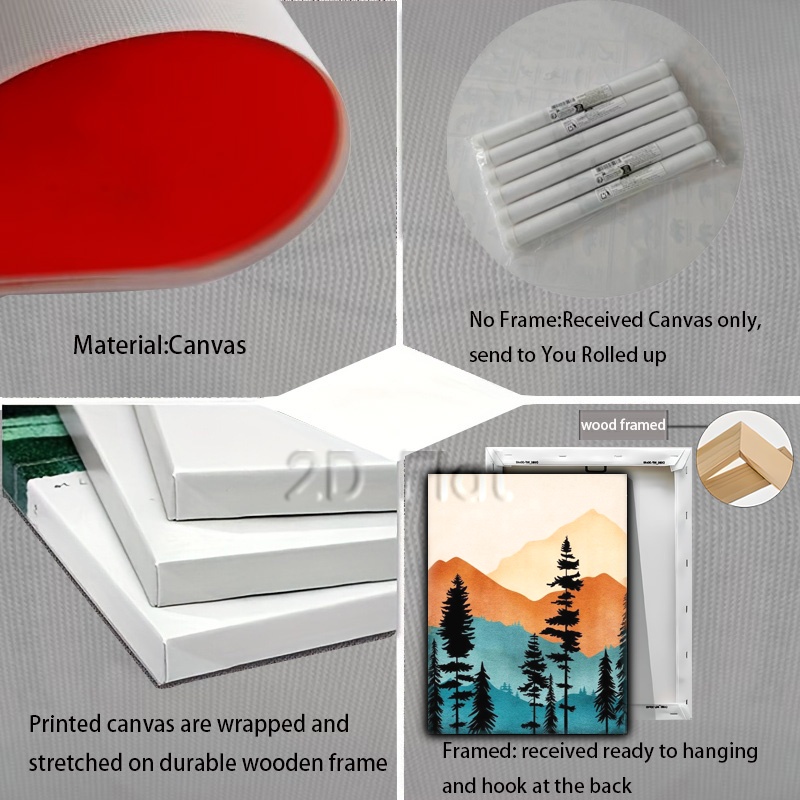 Material:Canvas
No Frame:Received Canvas only,
send to You Rolled up
wood framed
2D Flat
Printed canvas are wrapped and
stretched on durable wooden frame
Framed: received ready to hanging
and hook at the back